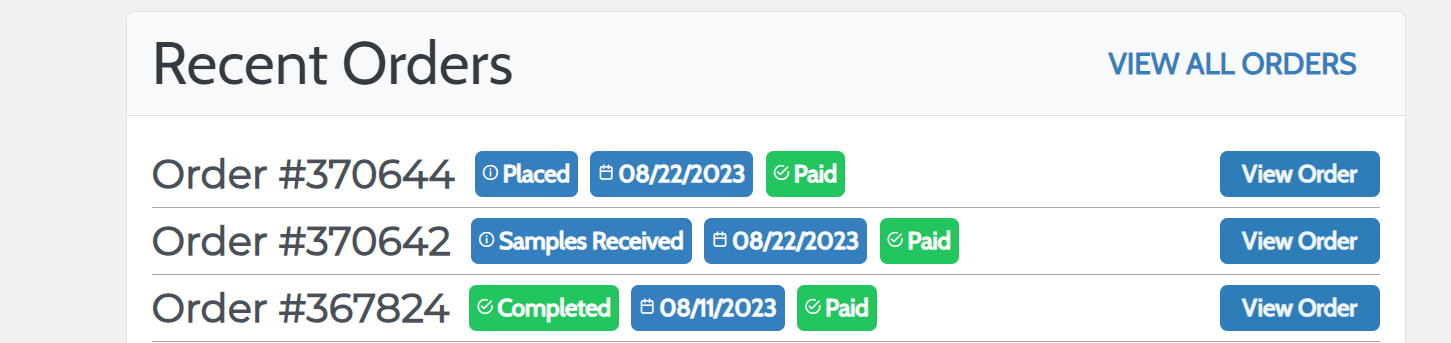 Recent Orders VIEW ALL ORDERS
Order #370644 Placed 08/22/2023 Paid View Order
Order #370642 Samples Received 08/22/2023 Paid View Order
Order #367824 Completed 08/11/2023 Paid View Order